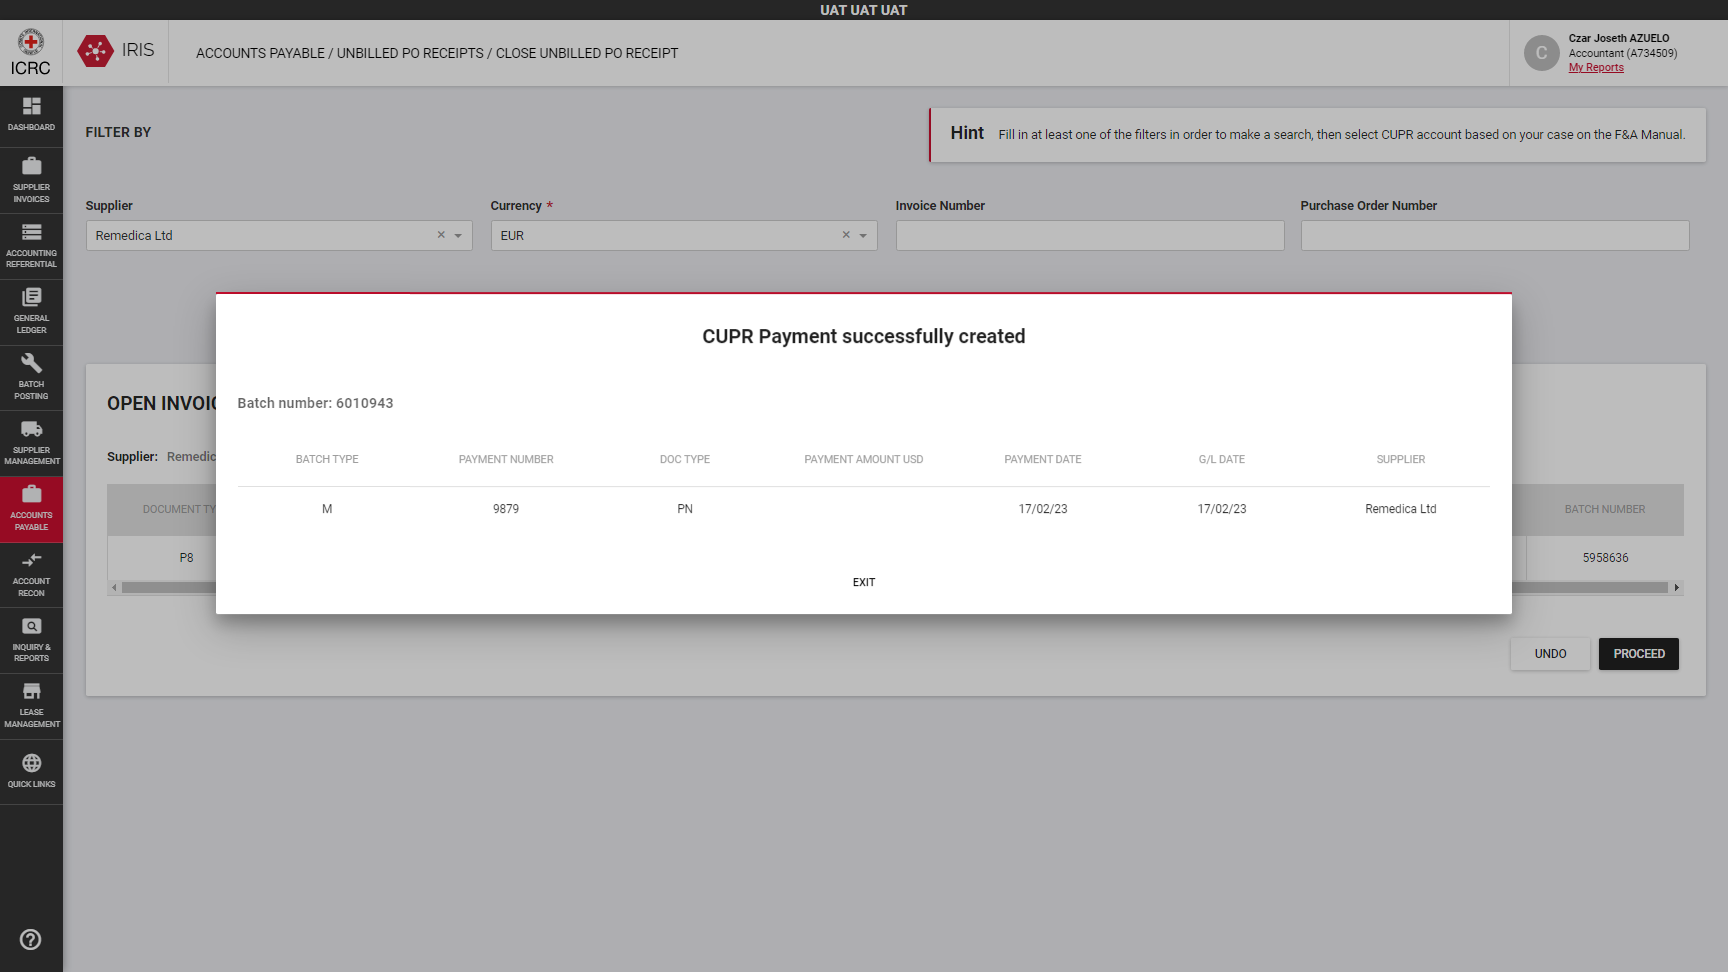 UAT UAT UAT
ICRC
IRIS
ACCOUNTS PAYABLE / UNBILLED PO RECEIPTS / CLOSE UNBILLED PO RECEIPT
C
Czar Joseth AZUELO
Accountant (A734509)
My Reports
DASHBOARD
SUPPLIER
INVOICES
ACCOUNTING
REFERENTIAL
GENERAL
LEDGER
BATCH
POSTING
SUPPLIER
MANAGEMENT
ACCOUNTS
PAYABLE
ACCOUNT
RECON
INQUIRY &
REPORTS
LEASE
MANAGEMENT
QUICK LINKS
FILTER BY
Hint Fill in at least one of the filters in order to make a search, then select CUPR account based on your case on the F&A Manual.
Supplier Currency * Invoice Number Purchase Order Number
Remedica Ltd EUR
CUPR Payment successfully created
Batch number: 6010943
BATCH TYPE PAYMENT NUMBER DOC TYPE PAYMENT AMOUNT USD PAYMENT DATE G/L DATE SUPPLIER
M 9879 PN 17/02/23 17/02/23 Remedica Ltd
EXIT
OPEN INVOIC
Supplier: Remedic
DOCUMENT TY BATCH NUMBER
P8 5958636
UNDO PROCEED